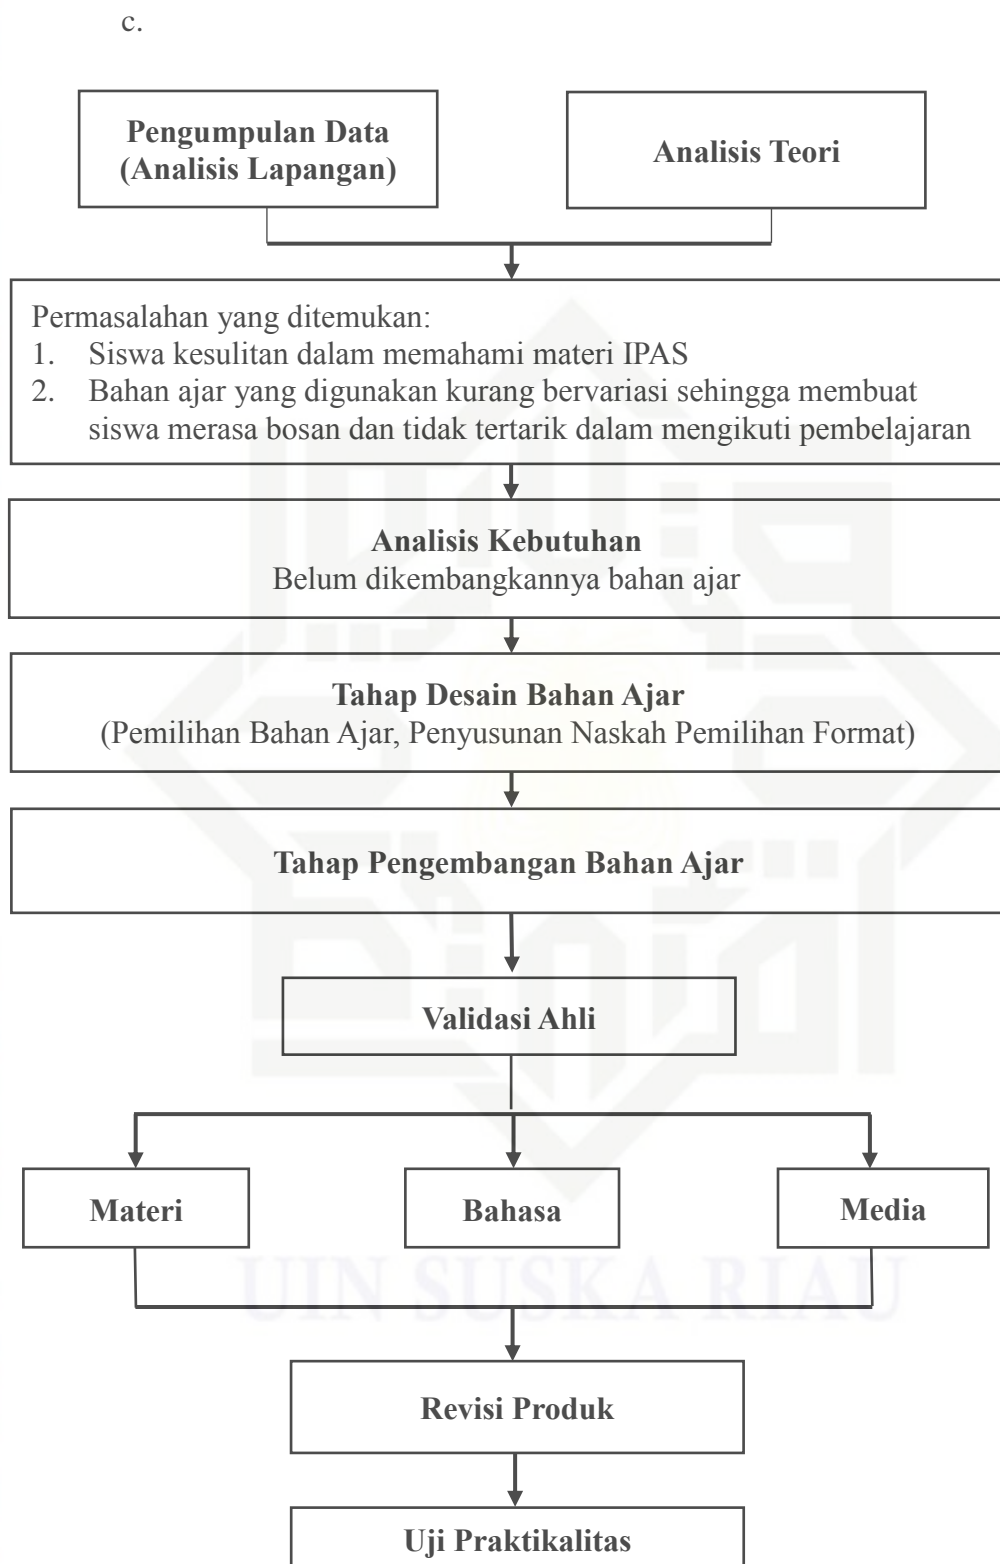 c.
Pengumpulan Data
(Analisis Lapangan)
Analisis Teori
Permasalahan yang ditemukan:
1. Siswa kesulitan dalam memahami materi IPAS
2. Bahan ajar yang digunakan kurang bervariasi sehingga membuat
siswa merasa bosan dan tidak tertarik dalam mengikuti pembelajaran
Analisis Kebutuhan
Belum dikembangkannya bahan ajar
Tahap Desain Bahan Ajar
(Pemilihan Bahan Ajar, Penyusunan Naskah Pemilihan Format)
Tahap Pengembangan Bahan Ajar
Validasi Ahli
Materi
Bahasa
Media
UIN SUSKA RIAU
Revisi Produk
Uji Praktikalitas